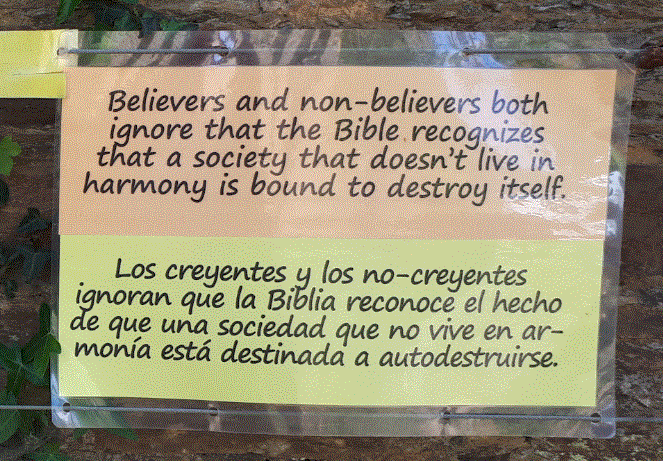 Believers and non-believers both
ignore that the Bible recognizes
that a society that doesn't live in
harmony is bound to destroy itself.
Los creyentes y los no-creyentes
ignoran que la Biblia reconoce el hecho
de que una sociedad que no vive en ar-
monía está destinada a autodestruirse.